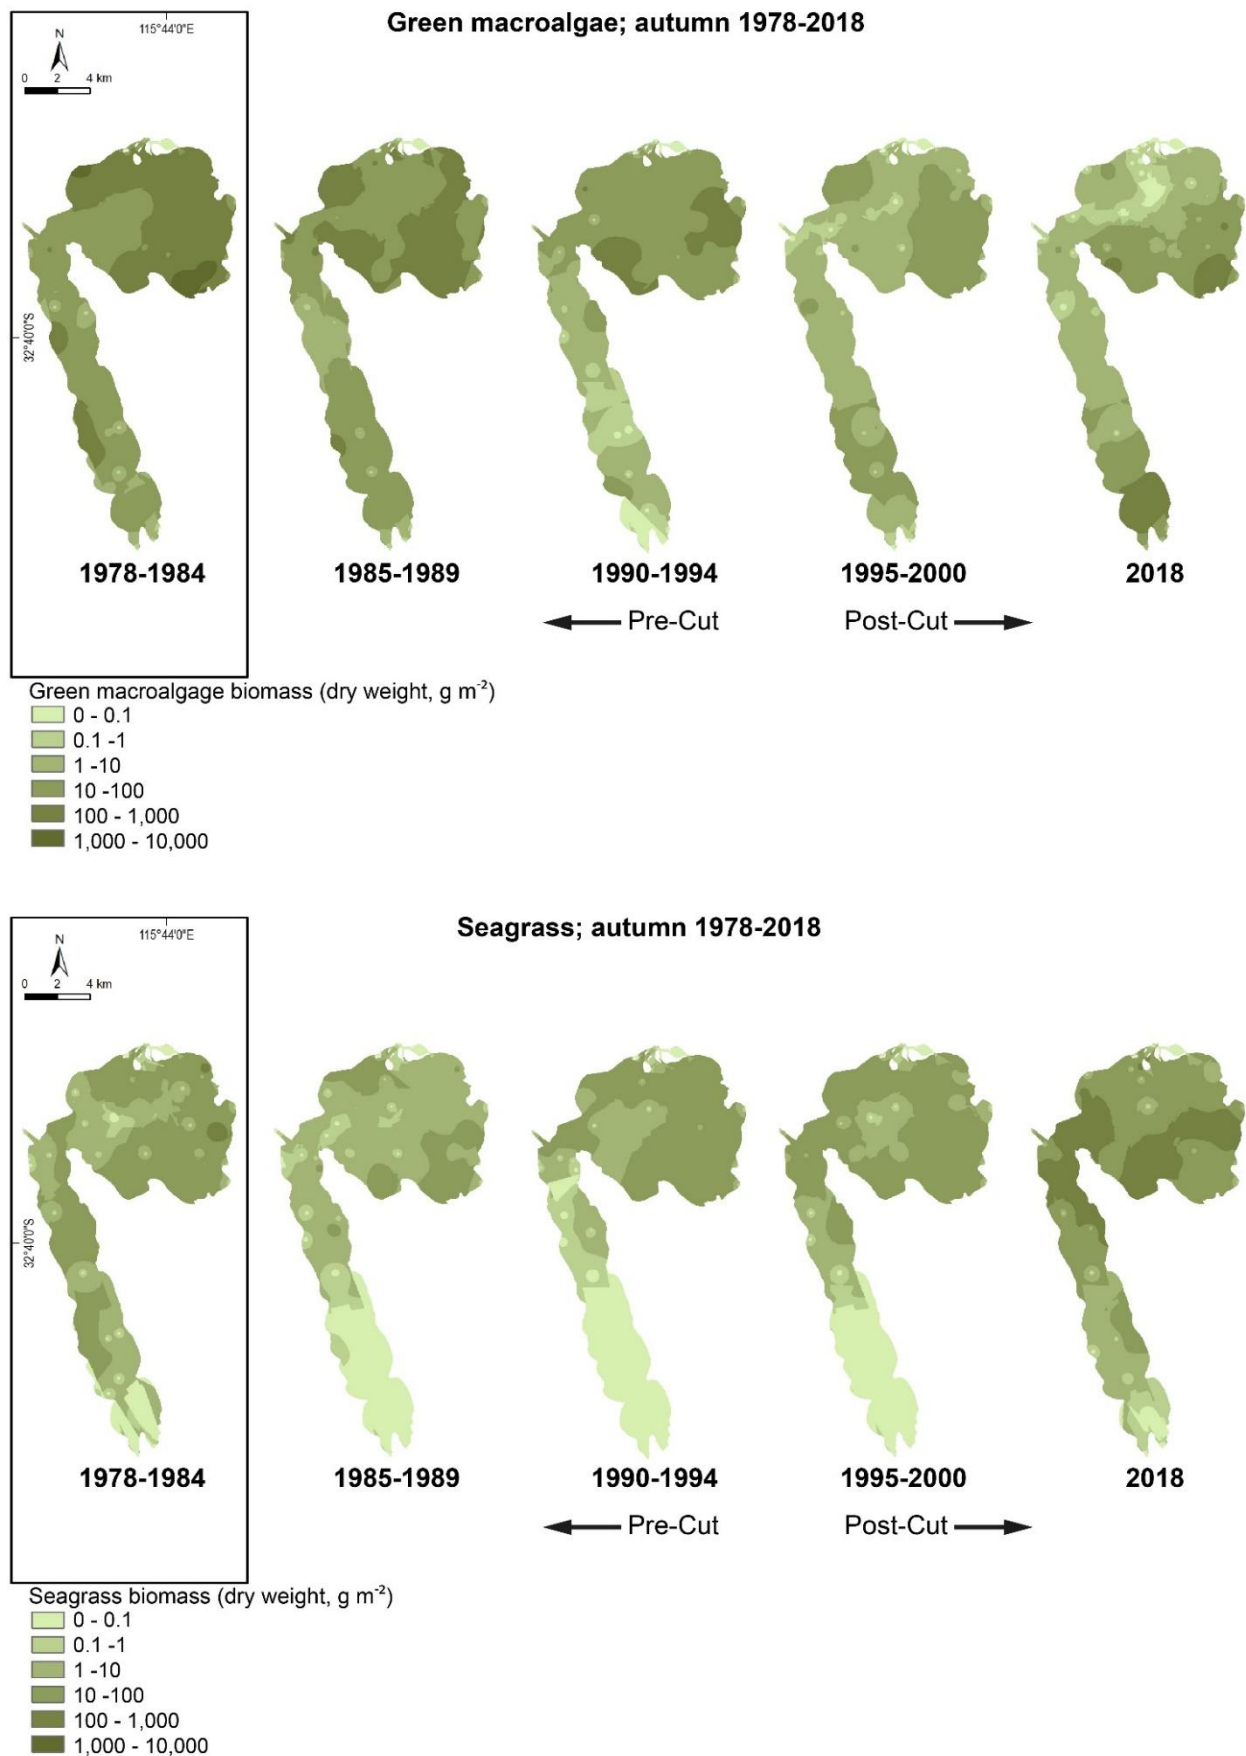 Green macroalgae; autumn 1978-2018
115°44'0"E
N
0 2 4 km
32°40'0"S
1978-1984 1985-1989 1990-1994 1995-2000 2018
Pre-Cut Post-Cut
Green macroalgage biomass (dry weight, g m⁻²)
0 - 0.1
0.1 -1
1 -10
10 -100
100 - 1,000
1,000 - 10,000
Seagrass; autumn 1978-2018
115°44'0"E
N
0 2 4 km
32°40'0"S
1978-1984 1985-1989 1990-1994 1995-2000 2018
Pre-Cut Post-Cut
Seagrass biomass (dry weight, g m⁻²)
0 - 0.1
0.1 -1
1 -10
10 -100
100 - 1,000
1,000 - 10,000